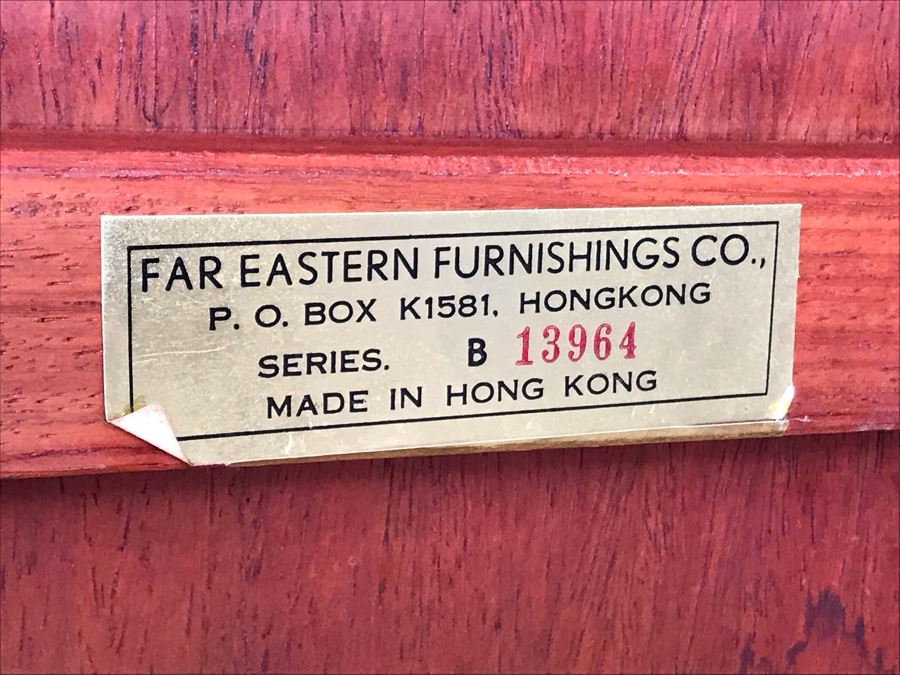 FAR EASTERN FURNISHINGS CO.,
P. O. BOX K1581, HONGKONG
SERIES. B 13964
MADE IN HONG KONG